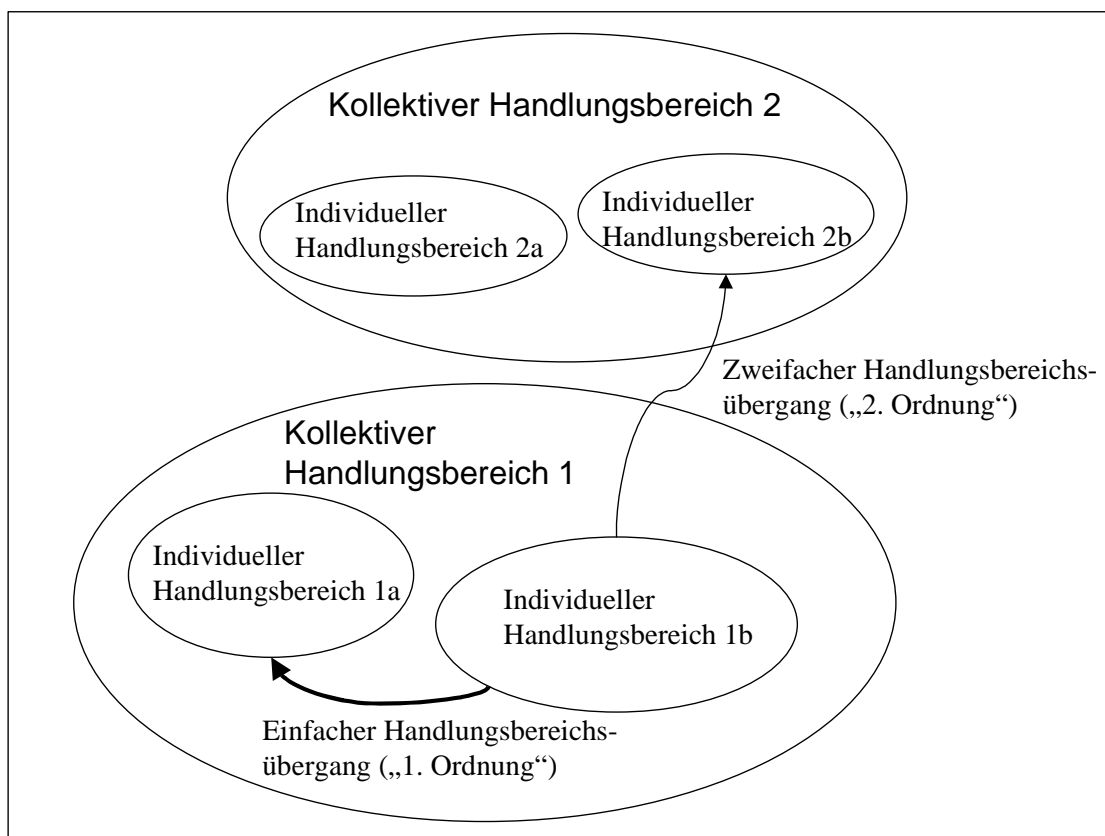 Kollektiver Handlungsbereich 2
Individueller
Handlungsbereich 2a
Individueller
Handlungsbereich 2b
Zweifacher Handlungsbereichs-
übergang („2. Ordnung“)
Kollektiver
Handlungsbereich 1
Individueller
Handlungsbereich 1a
Individueller
Handlungsbereich 1b
Einfacher Handlungsbereichs-
übergang („1. Ordnung“)